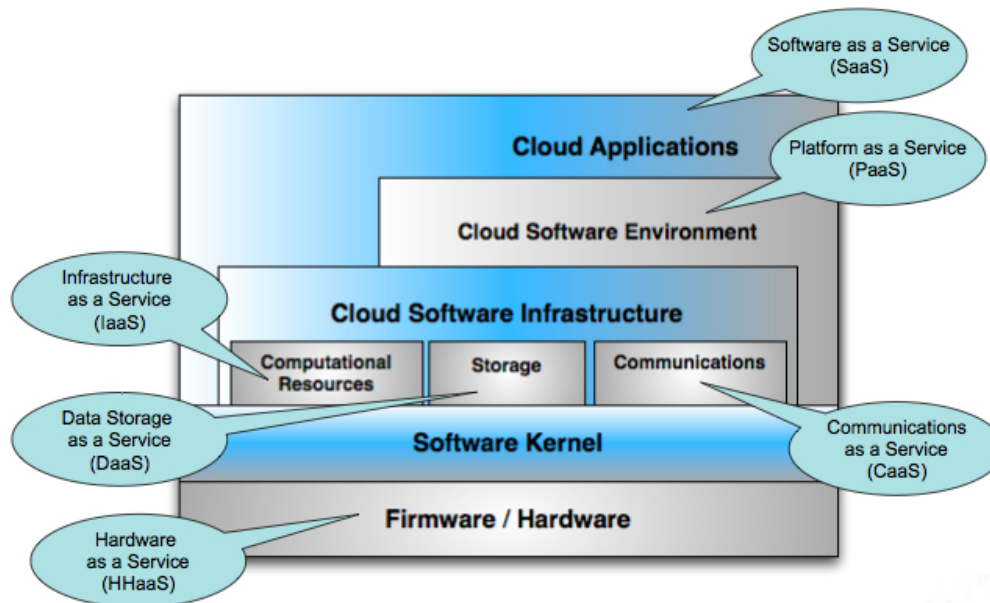 Software as a Service
(SaaS)
Cloud Applications
Platform as a Service
(PaaS)
Cloud Software Environment
Infrastructure
as a Service
(IaaS)
Cloud Software Infrastructure
Computational
Resources
Storage
Communications
Data Storage
as a Service
(DaaS)
Software Kernel
Communications
as a Service
(CaaS)
Firmware / Hardware
Hardware
as a Service
(HHaaS)